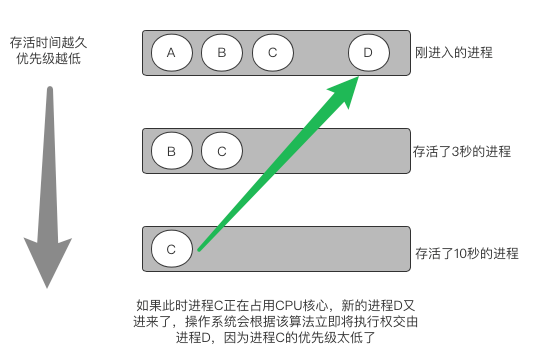 存活时间越久
优先级越低
A B C D
刚进入的进程
B C
存活了3秒的进程
C
存活了10秒的进程
如果此时进程C正在占用CPU核心，新的进程D又
进来了，操作系统会根据该算法立即将执行权交由
进程D，因为进程C的优先级太低了